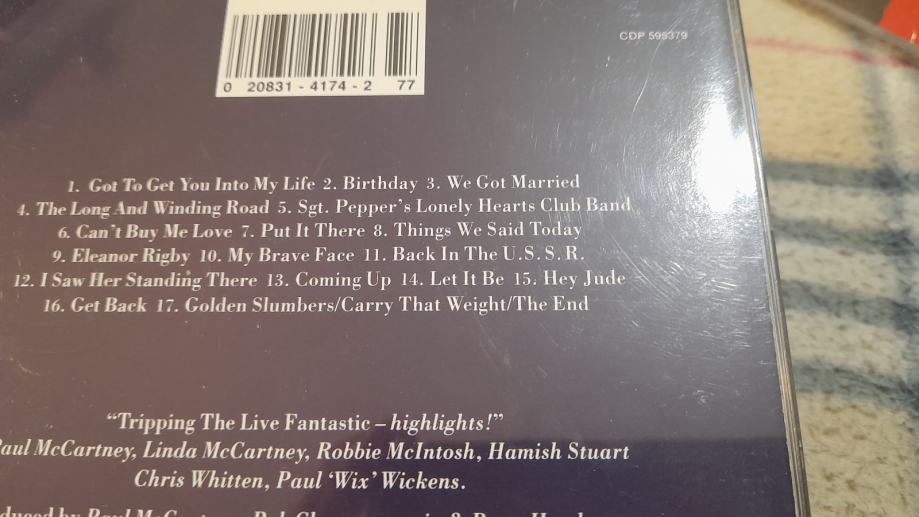 CDP 595379
0 20831 - 4174 - 2 77
1. Got To Get You Into My Life 2. Birthday 3. We Got Married
4. The Long And Winding Road 5. Sgt. Pepper's Lonely Hearts Club Band
6. Can't Buy Me Love 7. Put It There 8. Things We Said Today
9. Eleanor Rigby 10. My Brave Face 11. Back In The U.S.S.R.
12. I Saw Her Standing There 13. Coming Up 14. Let It Be 15. Hey Jude
16. Get Back 17. Golden Slumbers/Carry That Weight/The End
“Tripping The Live Fantastic – highlights!”
Paul McCartney, Linda McCartney, Robbie McIntosh, Hamish Stuart
Chris Whitten, Paul ‘Wix’ Wickens.